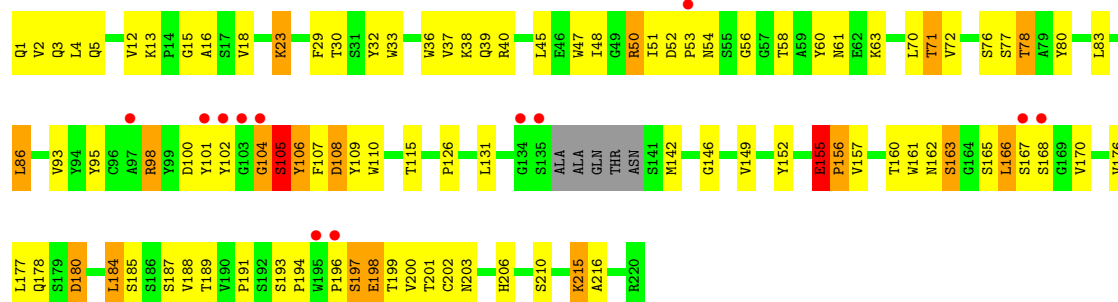 Q1 V2 Q3 L4 Q5 V12 K13 P14 G15 A16 S17 V18 K23 F29 T30 S31 Y32 W33 W36 V37 K38 Q39 R40 L45 E46 W47 I48 G49 R50 I51 D52 P53 N54 S55 S56 G57 T58 A59 Y60 N61 E62 K63 L70 T71 V72 S76 S77 T78 A79 Y80 L83
L86 V93 Y94 Y95 C96 A97 R98 Y99 D100 Y101 Y102 G103 G104 S105 Y106 F107 D108 Y109 W110 T115 P126 L131 G134 S135 ALA ALA GLN THR ASN S141 M142 G146 V149 Y152 E155 P156 V157 T160 W161 N162 S163 G164 S165 L166 S167 S168 G169 V170 V176
L177 Q178 S179 D180 L184 S185 S186 S187 V188 T189 V190 P191 S192 S193 P194 W195 P196 S197 E198 T199 V200 T201 C202 N203 H206 S210 K215 A216 R220